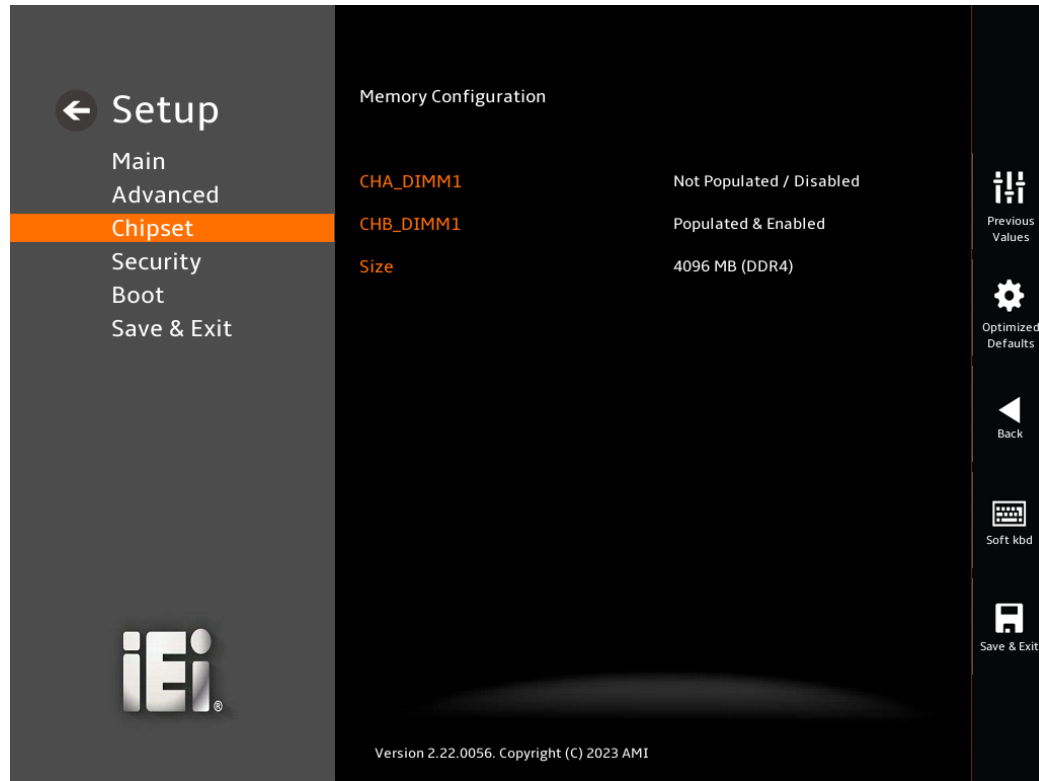 Setup
Main
Advanced
Chipset
Security
Boot
Save & Exit
Memory Configuration
CHA_DIMM1 Not Populated / Disabled
CHB_DIMM1 Populated & Enabled
Size 4096 MB (DDR4)
Previous
Values
Optimized
Defaults
Back
Soft kbd
Save & Exit
iEi®
Version 2.22.0056. Copyright (C) 2023 AMI